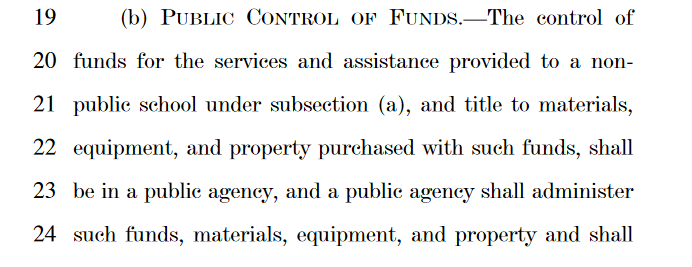 19 (b) PUBLIC CONTROL OF FUNDS.—The control of
20 funds for the services and assistance provided to a non-
21 public school under subsection (a), and title to materials,
22 equipment, and property purchased with such funds, shall
23 be in a public agency, and a public agency shall administer
24 such funds, materials, equipment, and property and shall